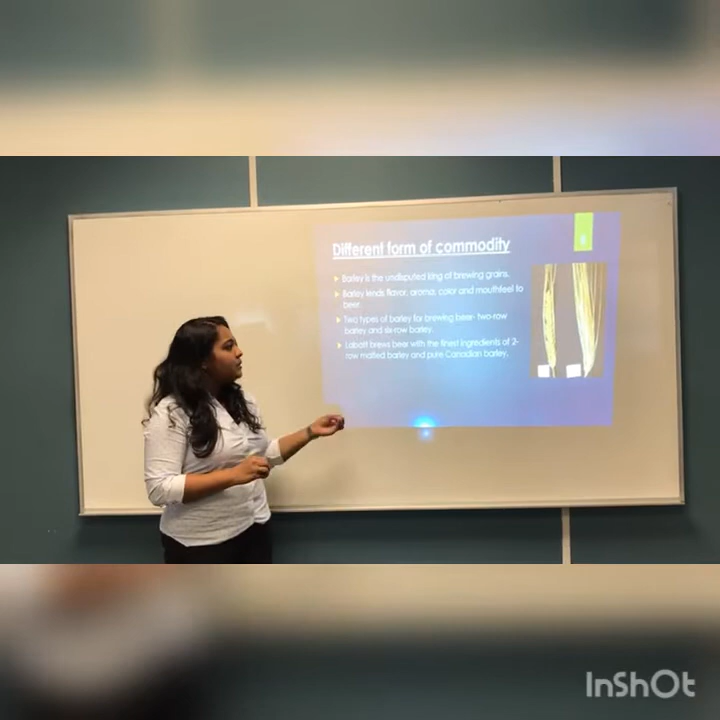 Different form of commodity
Barley is the undisputed king of brewing grains.
Barley lends flavor, aroma, color and mouthfeel to
beer.
Two types of barley for brewing beer- two-row
barley and six-row barley.
Labatt brews beer with the finest ingredients of 2-
row malted barley and pure Canadian barley.
InShOt